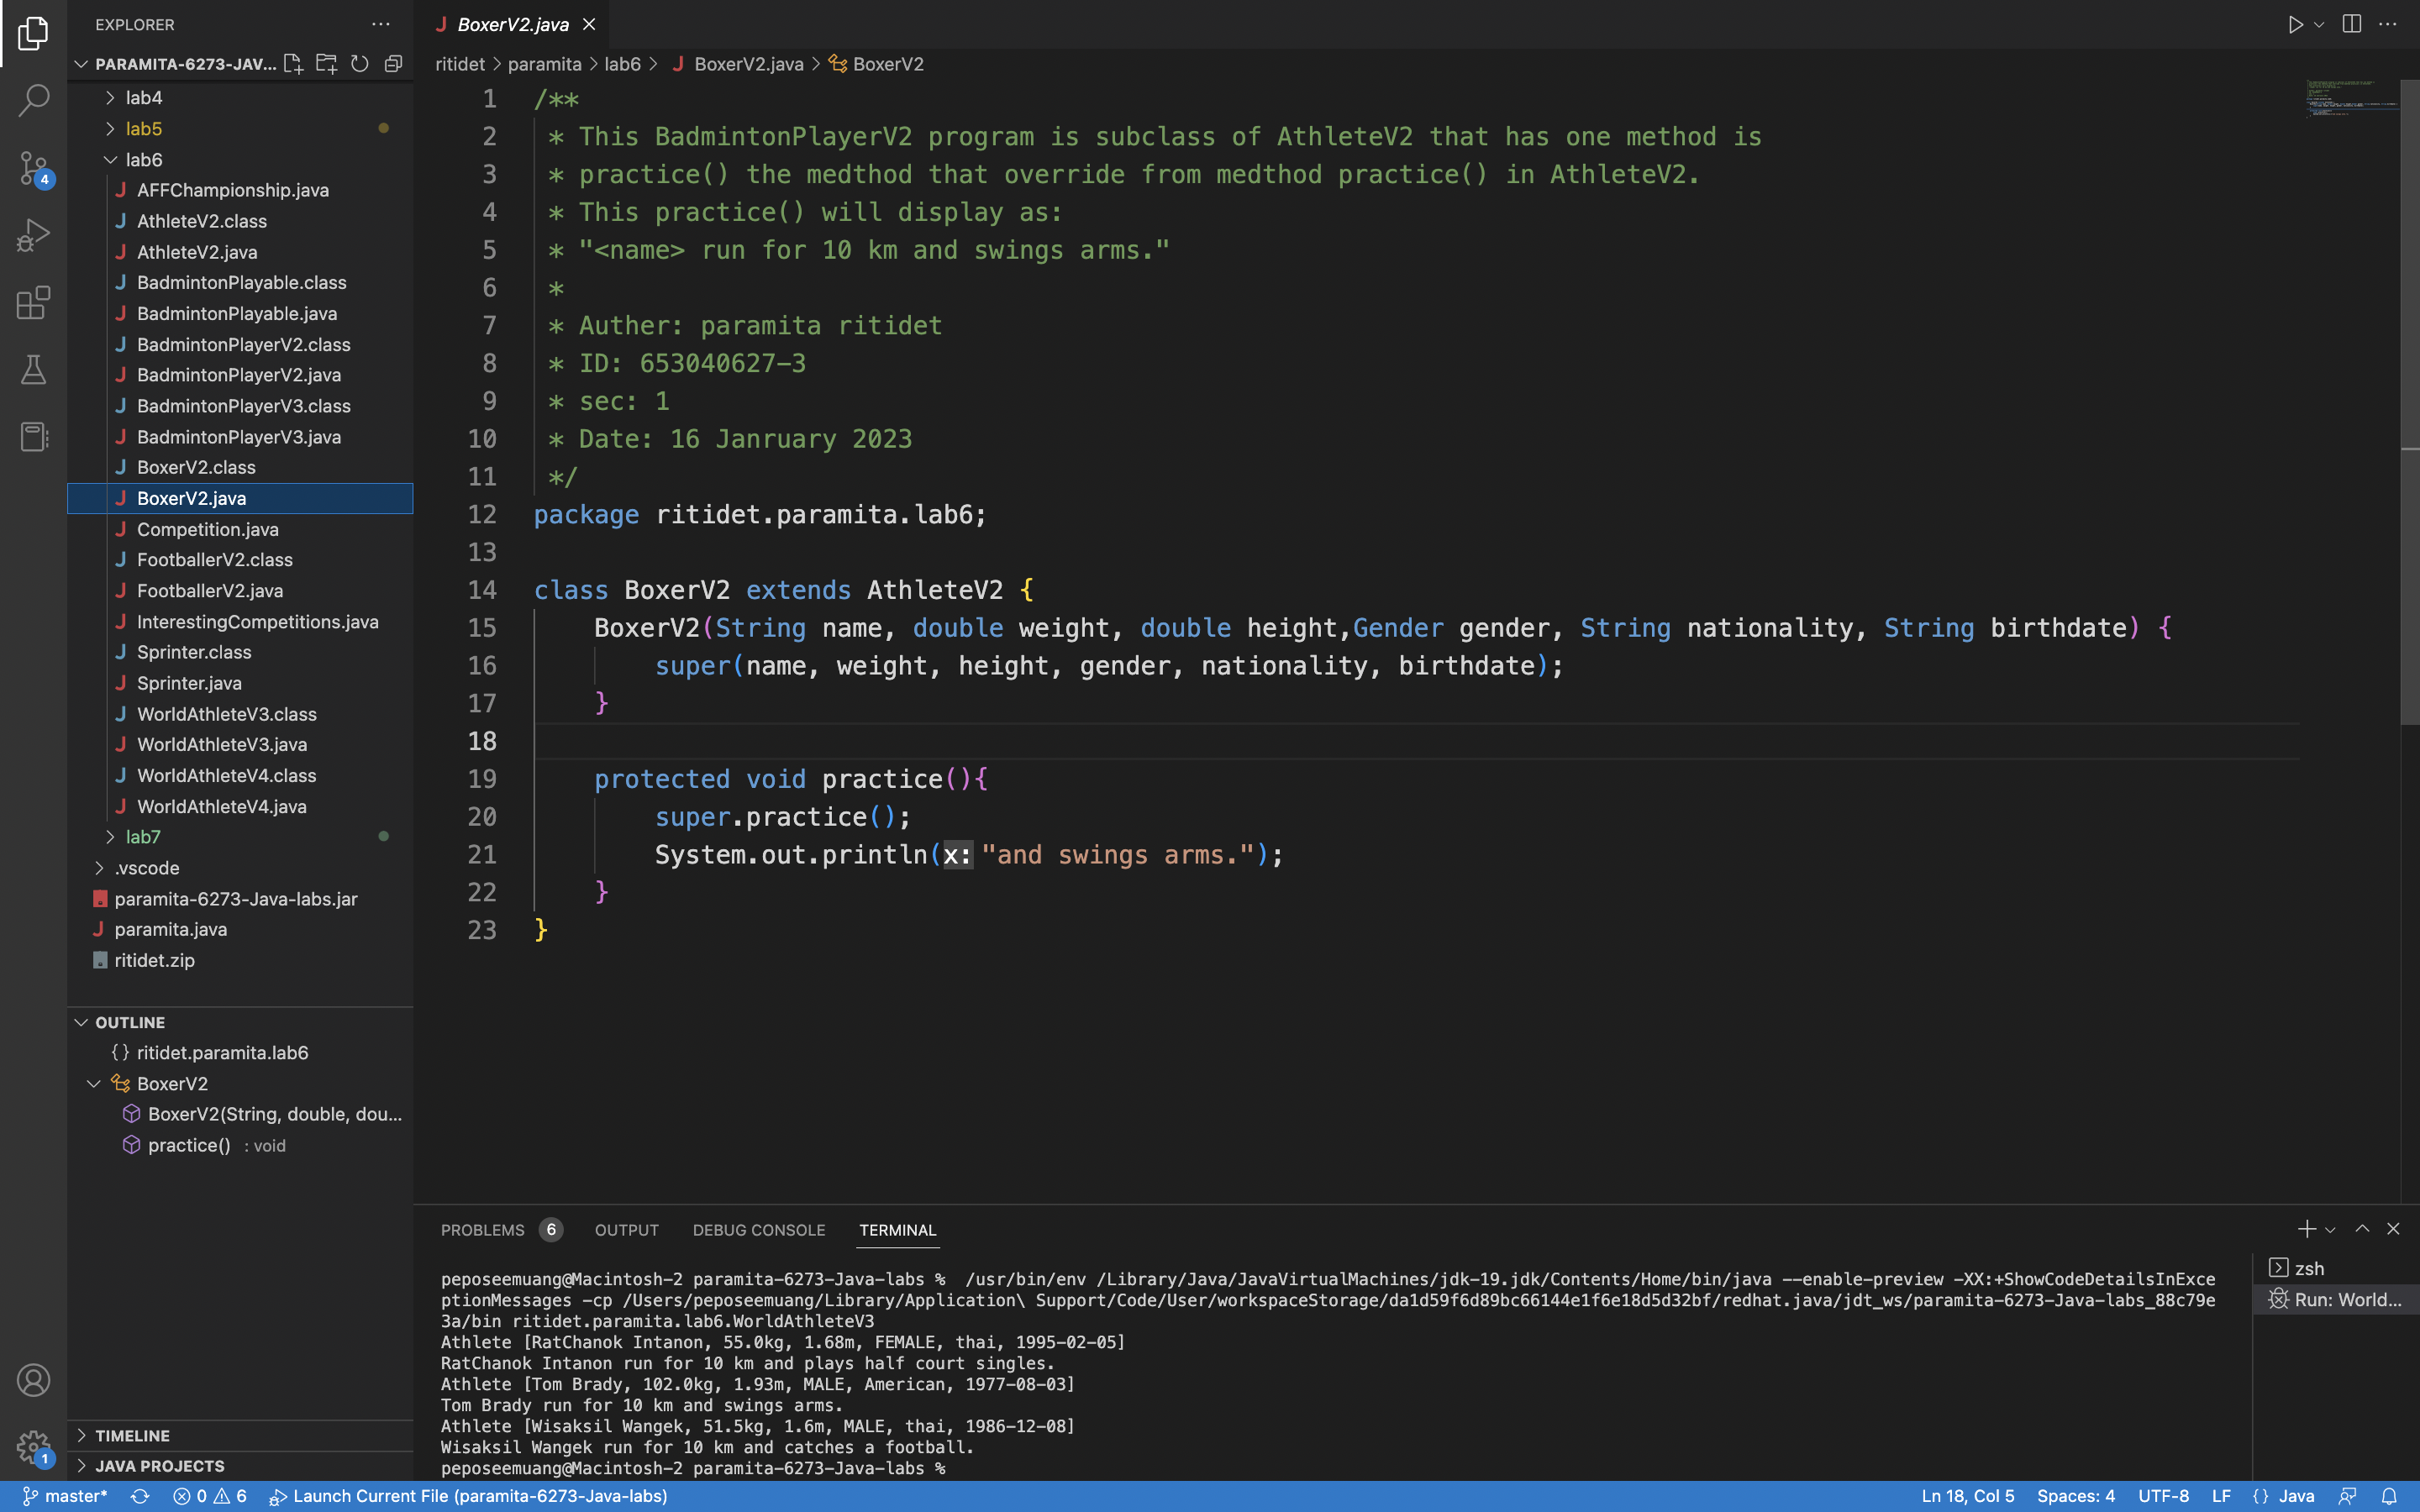 EXPLORER
PARAMITA-6273-JAV...
lab4
lab5
lab6
AFFChampionship.java
AthleteV2.class
AthleteV2.java
BadmintonPlayable.class
BadmintonPlayable.java
BadmintonPlayerV2.class
BadmintonPlayerV2.java
BadmintonPlayerV3.class
BadmintonPlayerV3.java
BoxerV2.class
BoxerV2.java
Competition.java
FootballerV2.class
FootballerV2.java
InterestingCompetitions.java
Sprinter.class
Sprinter.java
WorldAthleteV3.class
WorldAthleteV3.java
WorldAthleteV4.class
WorldAthleteV4.java
lab7
.vscode
paramita-6273-Java-labs.jar
paramita.java
ritidet.zip
OUTLINE
{} ritidet.paramita.lab6
BoxerV2
BoxerV2(String, double, dou...
practice() : void
TIMELINE
JAVA PROJECTS
4
1
J BoxerV2.java
ritidet > paramita > lab6 > J BoxerV2.java > BoxerV2
1 /**
2 * This BadmintonPlayerV2 program is subclass of AthleteV2 that has one method is
3 * practice() the medthod that override from medthod practice() in AthleteV2.
4 * This practice() will display as:
5 * "<name> run for 10 km and swings arms."
6 *
7 * Auther: paramita ritidet
8 * ID: 653040627-3
9 * sec: 1
10 * Date: 16 Janruary 2023
11 */
12 package ritidet.paramita.lab6;
13
14 class BoxerV2 extends AthleteV2 {
15 BoxerV2(String name, double weight, double height,Gender gender, String nationality, String birthdate) {
16 super(name, weight, height, gender, nationality, birthdate);
17 }
18
19 protected void practice(){
20 super.practice();
21 System.out.println(x: "and swings arms.");
22 }
23 }
PROBLEMS 6 OUTPUT DEBUG CONSOLE TERMINAL
peposeemuang@Macintosh-2 paramita-6273-Java-labs % /usr/bin/env /Library/Java/JavaVirtualMachines/jdk-19.jdk/Contents/Home/bin/java --enable-preview -XX:+ShowCodeDetailsInExce
ptionMessages -cp /Users/peposeemuang/Library/Application\ Support/Code/User/workspaceStorage/da1d59f6d89bc66144e1f6e18d5d32bf/redhat.java/jdt_ws/paramita-6273-Java-labs_88c79e
3a/bin ritidet.paramita.lab6.WorldAthleteV3
Athlete [RatChanok Intanon, 55.0kg, 1.68m, FEMALE, thai, 1995-02-05]
RatChanok Intanon run for 10 km and plays half court singles.
Athlete [Tom Brady, 102.0kg, 1.93m, MALE, American, 1977-08-03]
Tom Brady run for 10 km and swings arms.
Athlete [Wisaksil Wangek, 51.5kg, 1.6m, MALE, thai, 1986-12-08]
Wisaksil Wangek run for 10 km and catches a football.
peposeemuang@Macintosh-2 paramita-6273-Java-labs %
zsh
Run: World...
master* 0 6 Launch Current File (paramita-6273-Java-labs) Ln 18, Col 5 Spaces: 4 UTF-8 LF {} Java